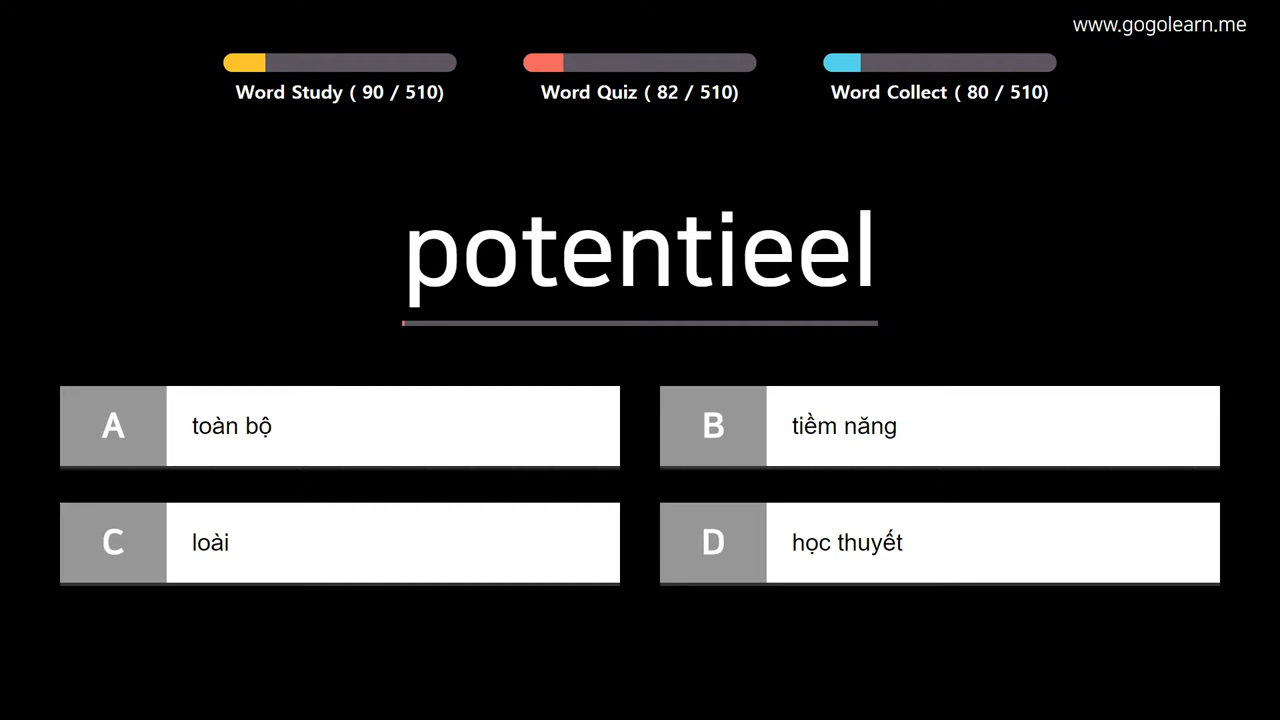 www.gogolearn.me
Word Study ( 90 / 510)
Word Quiz ( 82 / 510)
Word Collect ( 80 / 510)
potentieel
A
toàn bộ
B
tiềm năng
C
loài
D
học thuyết